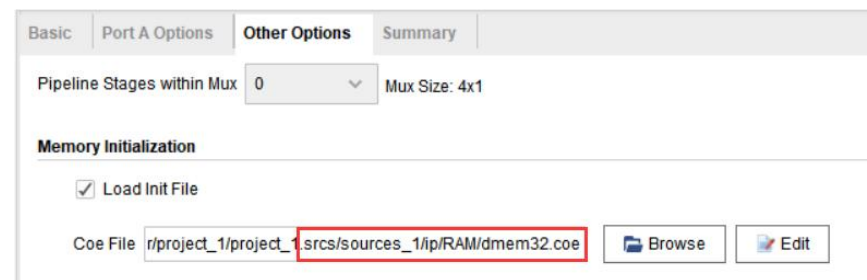 Basic Port A Options Other Options Summary
Pipeline Stages within Mux 0 Mux Size: 4x1
Memory Initialization
Load Init File
Coe File r/project_1/project_1.srcs/sources_1/ip/RAM/dmem32.coe Browse Edit